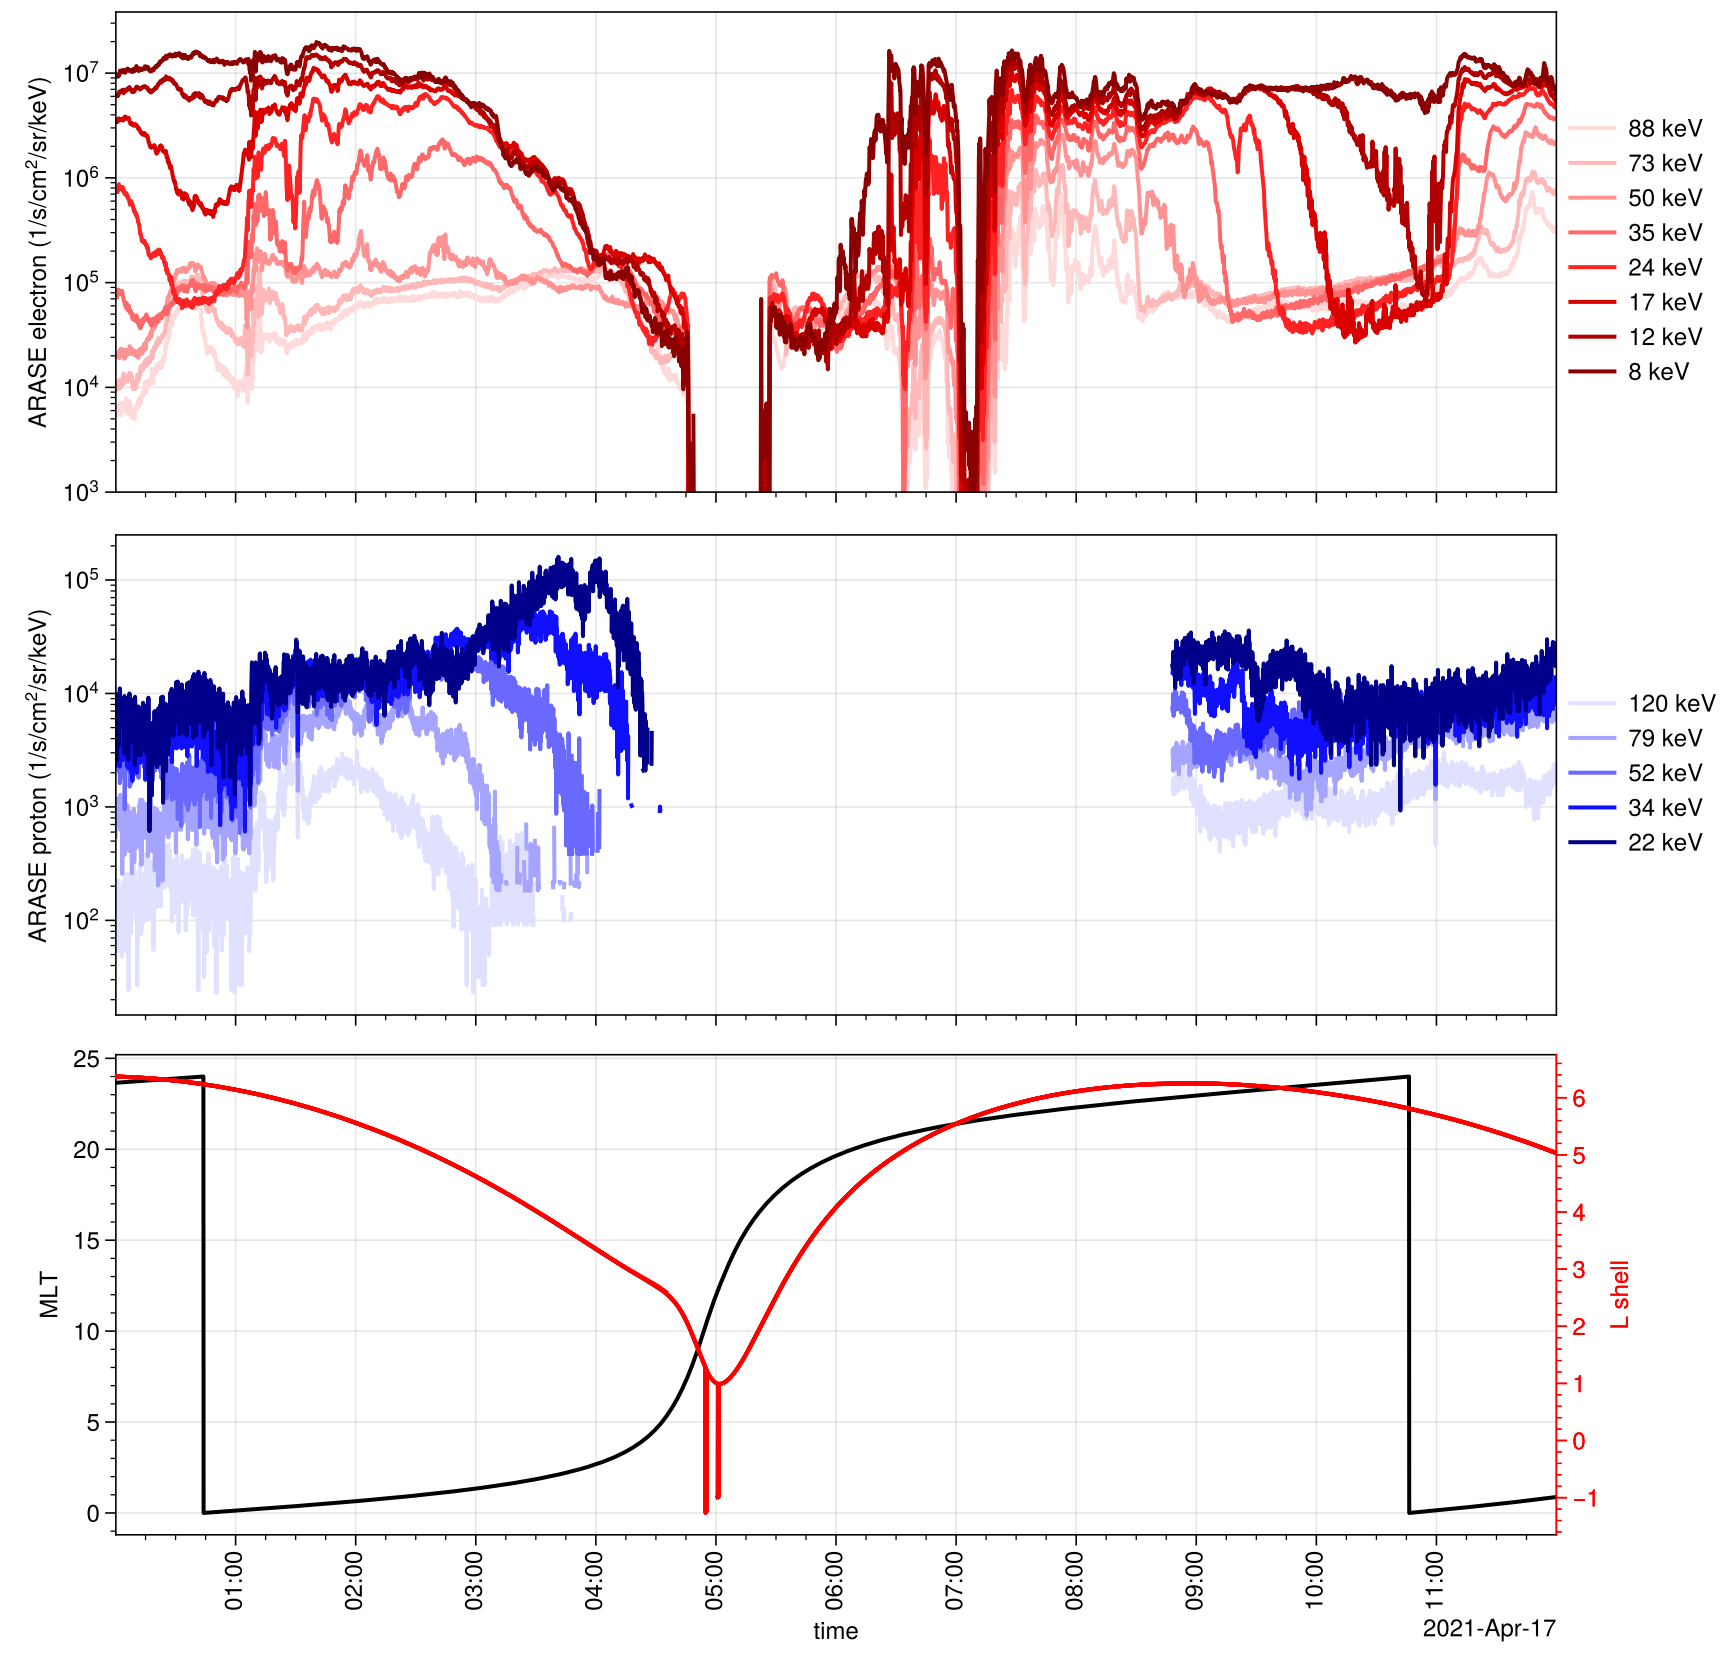 ARASE electron (1/s/cm²/sr/keV)
10⁷
10⁶
10⁵
10⁴
10³
88 keV
73 keV
50 keV
35 keV
24 keV
17 keV
12 keV
8 keV
ARASE proton (1/s/cm²/sr/keV)
10⁵
10⁴
10³
10²
120 keV
79 keV
52 keV
34 keV
22 keV
MLT
25
20
15
10
5
0
6
5
4
3
2
1
0
−1
L shell
01:00
02:00
03:00
04:00
05:00
06:00
07:00
08:00
09:00
10:00
11:00
time
2021-Apr-17